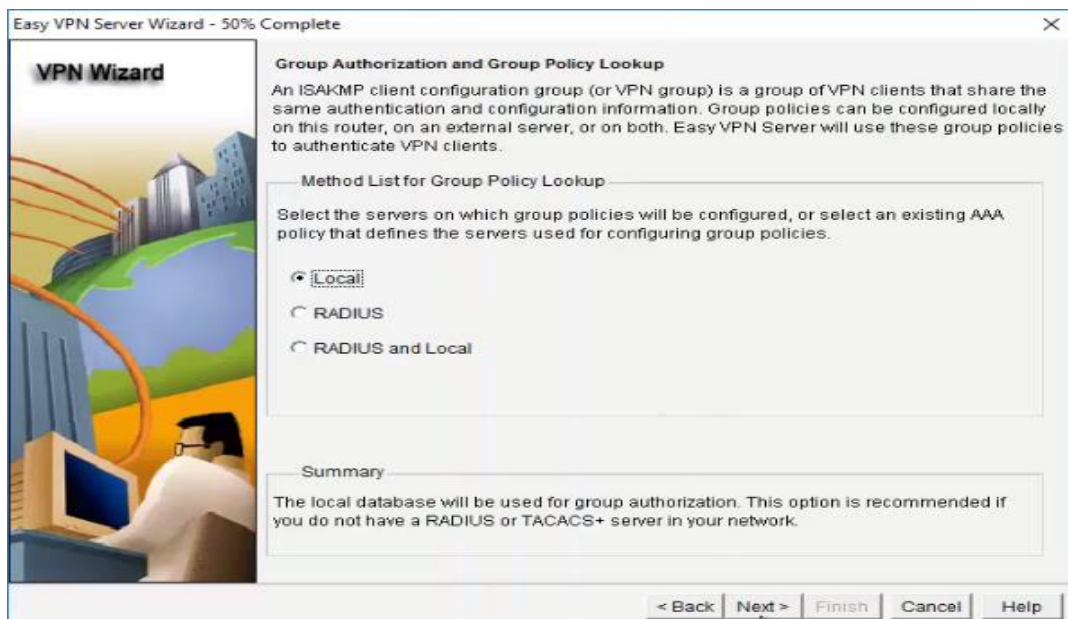 Easy VPN Server Wizard - 50% Complete
VPN Wizard
Group Authorization and Group Policy Lookup
An ISAKMP client configuration group (or VPN group) is a group of VPN clients that share the
same authentication and configuration information. Group policies can be configured locally
on this router, on an external server, or on both. Easy VPN Server will use these group policies
to authenticate VPN clients.
Method List for Group Policy Lookup
Select the servers on which group policies will be configured, or select an existing AAA
policy that defines the servers used for configuring group policies.
Local
RADIUS
RADIUS and Local
Summary
The local database will be used for group authorization. This option is recommended if
you do not have a RADIUS or TACACS+ server in your network.
< Back Next > Finish Cancel Help